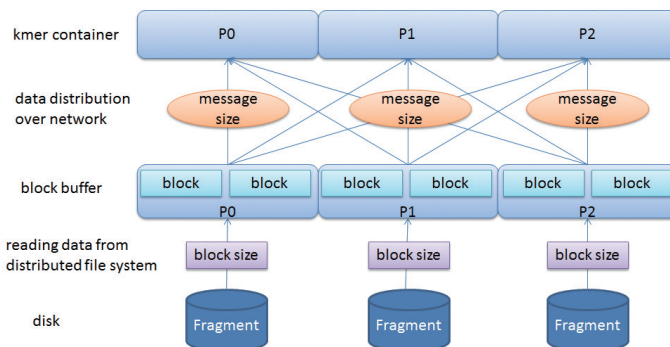 kmer container
P0
P1
P2
data distribution
over network
message
size
message
size
message
size
block buffer
block
block
block
block
block
block
P0
P1
P2
reading data from
distributed file system
block size
block size
block size
disk
Fragment
Fragment
Fragment